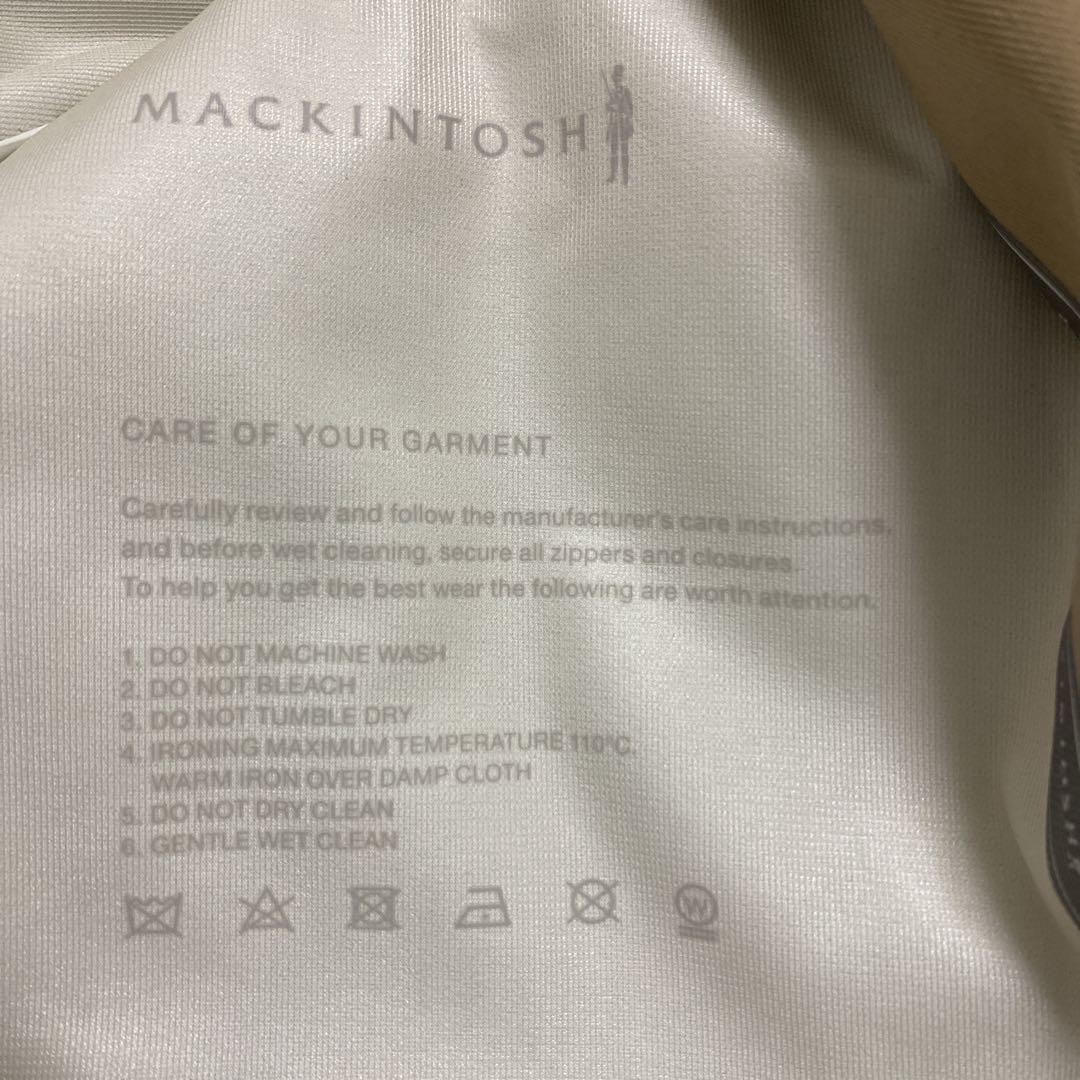 MACKINTOSH
CARE OF YOUR GARMENT
Carefully review and follow the manufacturer's care instructions,
and before wet cleaning, secure all zippers and closures.
To help you get the best wear the following are worth attention.
1. DO NOT MACHINE WASH
2. DO NOT BLEACH
3. DO NOT TUMBLE DRY
4. IRONING MAXIMUM TEMPERATURE 110°C.
WARM IRON OVER DAMP CLOTH
5. DO NOT DRY CLEAN
6. GENTLE WET CLEAN
W